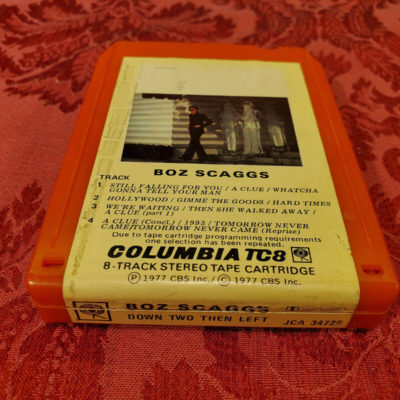 BOZ SCAGGS
TRACK
1 STILL FALLING FOR YOU / A CLUE / WHATCHA
GONNA TELL YOUR MAN
2 HOLLYWOOD / GIMME THE GOODS / HARD TIMES
3 WE'RE WAITING / THEN SHE WALKED AWAY /
A CLUE (part 1)
4 A CLUE (Concl.) / 1993 / TOMORROW NEVER
CAME/TOMORROW NEVER CAME (Reprise)
Due to tape cartridge programming requirements
one selection has been repeated.
COLUMBIA TC8
8-TRACK STEREO TAPE CARTRIDGE
Ⓟ 1977 CBS Inc./ © 1977 CBS Inc.
BOZ SCAGGS
DOWN TWO THEN LEFT JCA 34729